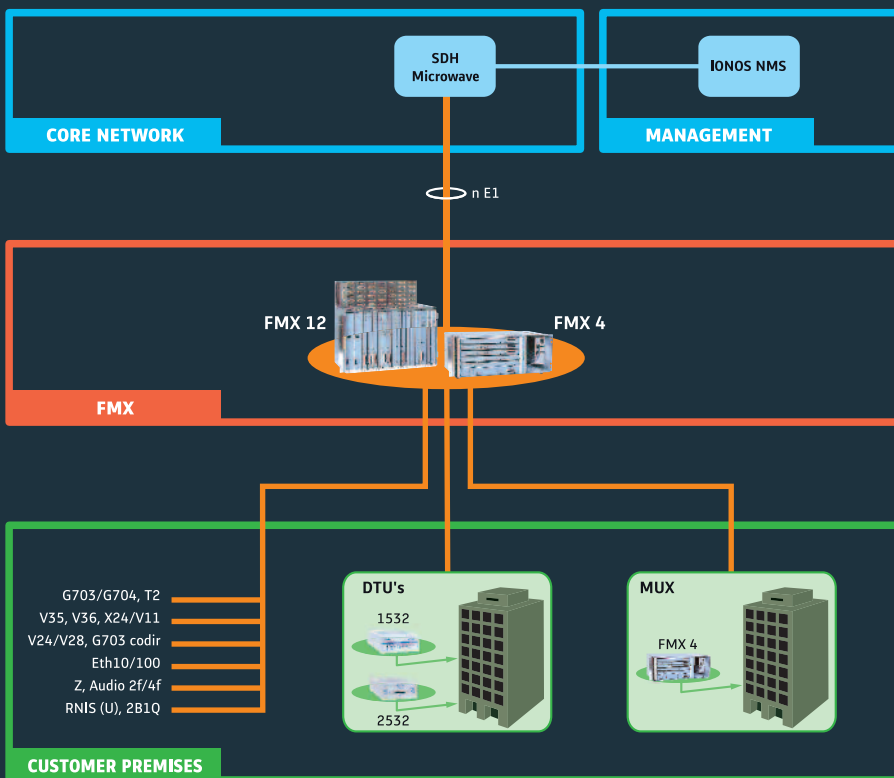 SDH
Microwave
IONOS NMS
CORE NETWORK
MANAGEMENT
n E1
FMX 12
FMX 4
FMX
G703/G704, T2
V35, V36, X24/V11
V24/V28, G703 codir
Eth10/100
Z, Audio 2f/4f
RNIS (U), 2B1Q
DTU's
1532
2532
MUX
FMX 4
CUSTOMER PREMISES